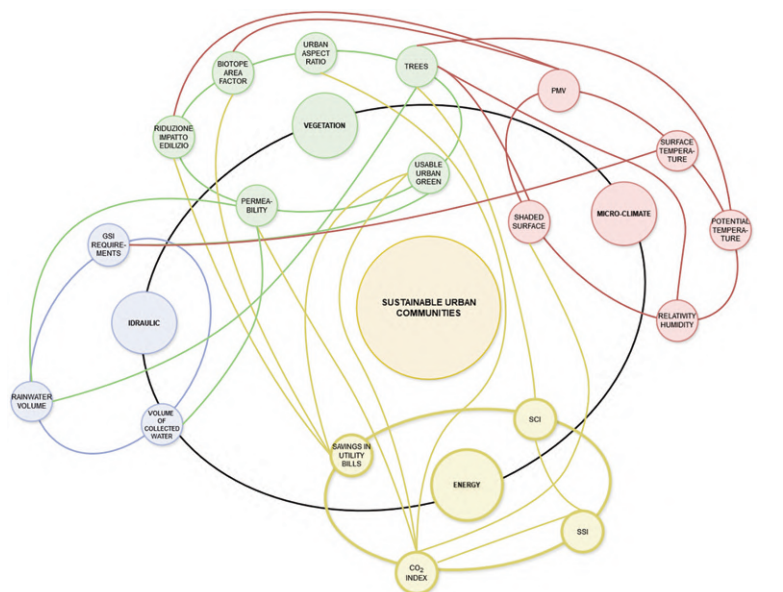 URBAN
ASPECT
RATIO
BIOTOPE
AREA
FACTOR
TREES
PMV
VEGETATION
RIDUZIONE
IMPATTO
EDILIZIO
SURFACE
TEMPERA-
TURE
USABLE
URBAN
GREEN
PERMEA-
BILITY
SHADED
SURFACE
MICRO-CLIMATE
POTENTIAL
TEMPERA-
TURE
GSI
REQUIRE-
MENTS
SUSTAINABLE URBAN
COMMUNITIES
IDRAULIC
RELATIVITY
HUMIDITY
RAINWATER
VOLUME
VOLUME
OF
COLLECTED
WATER
SCI
SAVINGS IN
UTILITY
BILLS
ENERGY
SSI
CO₂
INDEX